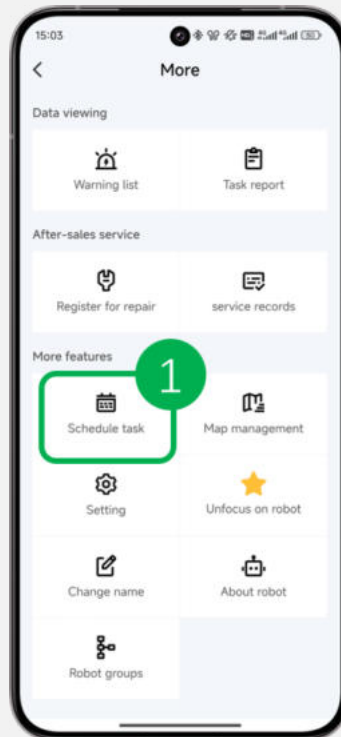 15:03
More
Data viewing
Warning list
Task report
After-sales service
Register for repair
service records
More features
1
Schedule task
Map management
Setting
Unfocus on robot
Change name
About robot
Robot groups